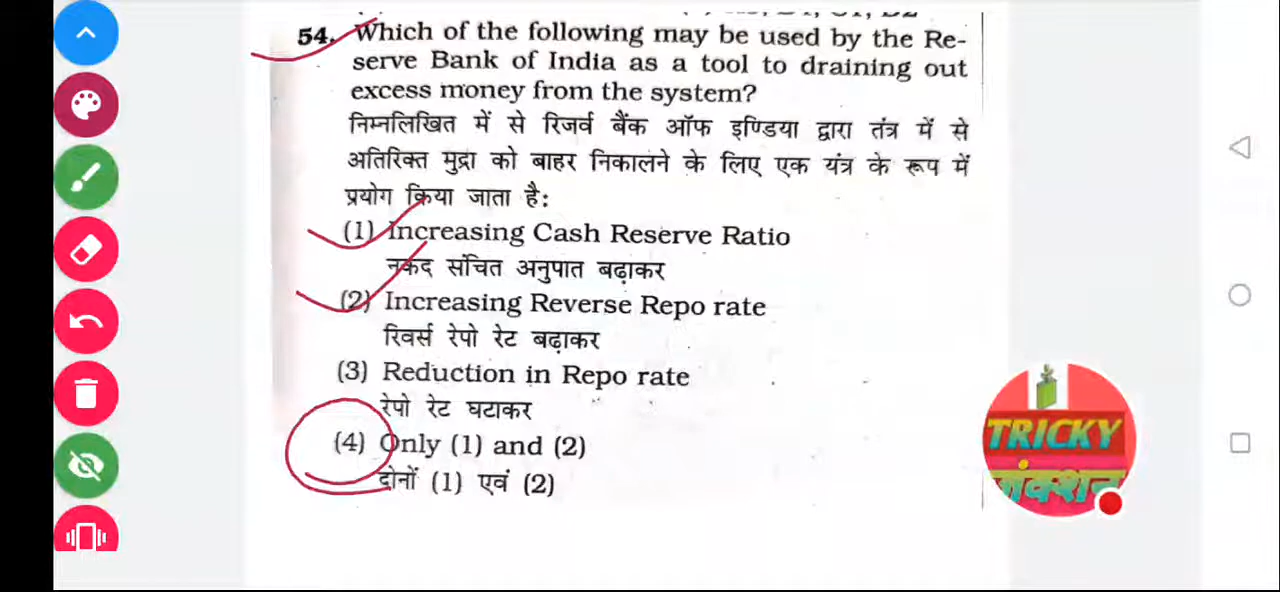 54. Which of the following may be used by the Re-
serve Bank of India as a tool to draining out
excess money from the system?
निम्नलिखित में से रिजर्व बैंक ऑफ इण्डिया द्वारा तंत्र में से
अतिरिक्त मुद्रा को बाहर निकालने के लिए एक यंत्र के रूप में
प्रयोग किया जाता है:
(1) Increasing Cash Reserve Ratio
नकद संचित अनुपात बढ़ाकर
(2) Increasing Reverse Repo rate
रिवर्स रेपो रेट बढ़ाकर
(3) Reduction in Repo rate
रेपो रेट घटाकर
(4) Only (1) and (2)
दोनों (1) एवं (2)
TRICKY
जंक्शन